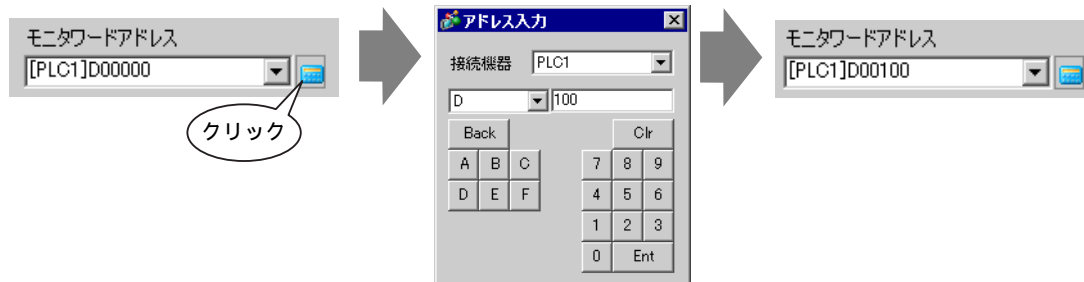 モニタワードアドレス
[PLC1]D00000
クリック
アドレス入力
接続機器 PLC1
D 100
Back Clr
A B C 7 8 9
D E F 4 5 6
1 2 3
0 Ent
モニタワードアドレス
[PLC1]D00100